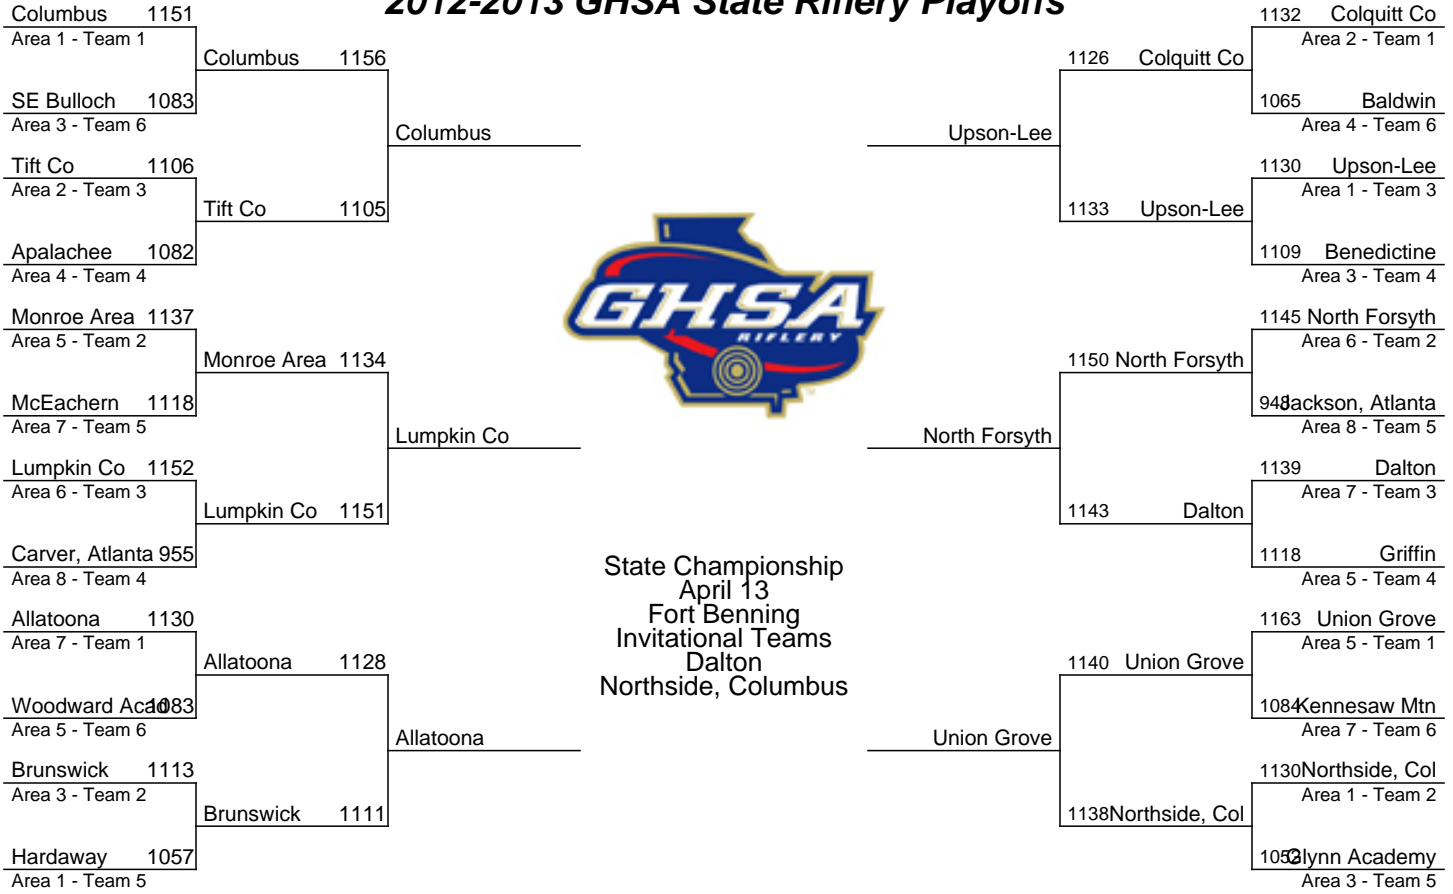 2012-2013 GHSA State Riflery Playoffs
Columbus 1151
Area 1 - Team 1
SE Bulloch 1083
Area 3 - Team 6
Tift Co 1106
Area 2 - Team 3
Apalachee 1082
Area 4 - Team 4
Monroe Area 1137
Area 5 - Team 2
McEachern 1118
Area 7 - Team 5
Lumpkin Co 1152
Area 6 - Team 3
Carver, Atlanta 955
Area 8 - Team 4
Allatoona 1130
Area 7 - Team 1
Woodward Acad 1083
Area 5 - Team 6
Brunswick 1113
Area 3 - Team 2
Hardaway 1057
Area 1 - Team 5
Columbus 1156
Tift Co 1105
Monroe Area 1134
Lumpkin Co 1151
Allatoona 1128
Brunswick 1111
Columbus
Lumpkin Co
Allatoona
GHSA
RIFLERY
State Championship
April 13
Fort Benning
Invitational Teams
Dalton
Northside, Columbus
Upson-Lee
North Forsyth
Union Grove
1126 Colquitt Co
1133 Upson-Lee
1150 North Forsyth
1143 Dalton
1140 Union Grove
1138 Northside, Col
1132 Colquitt Co
Area 2 - Team 1
1065 Baldwin
Area 4 - Team 6
1130 Upson-Lee
Area 1 - Team 3
1109 Benedictine
Area 3 - Team 4
1145 North Forsyth
Area 6 - Team 2
Jackson, Atlanta
Area 8 - Team 5
1139 Dalton
Area 7 - Team 3
1118 Griffin
Area 5 - Team 4
1163 Union Grove
Area 5 - Team 1
1084 Kennesaw Mtn
Area 7 - Team 6
1130 Northside, Col
Area 1 - Team 2
Glynn Academy
Area 3 - Team 5